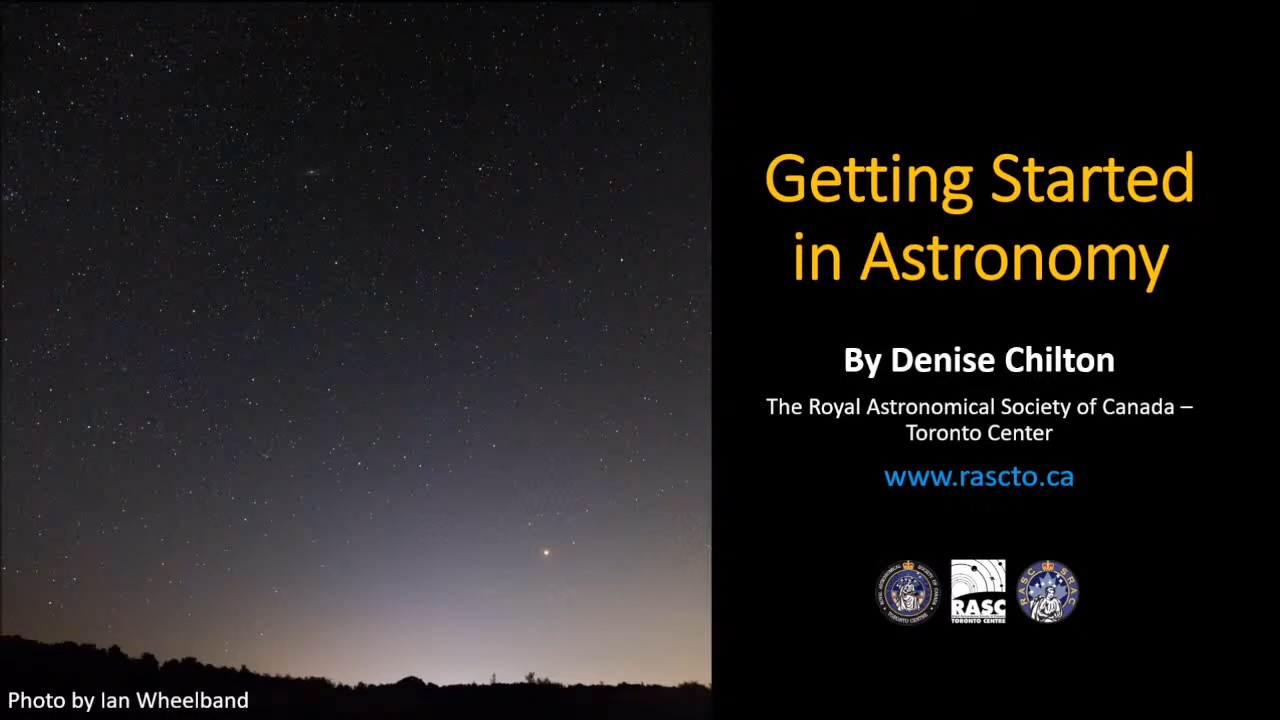 Getting Started
in Astronomy
By Denise Chilton
The Royal Astronomical Society of Canada –
Toronto Center
www.rascto.ca
RASC
TORONTO CENTRE
Photo by Ian Wheelband